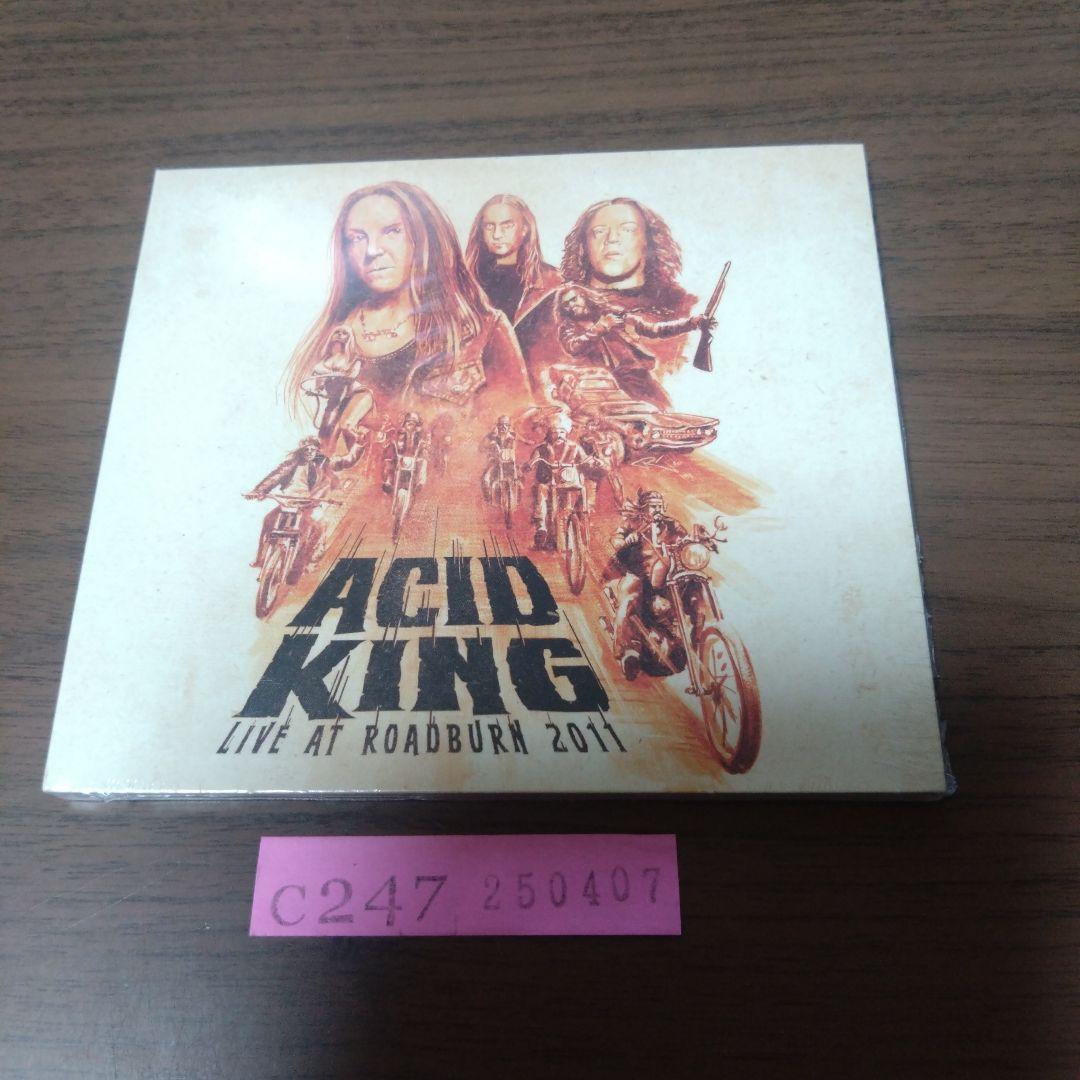 ACID
KING
LIVE AT ROADBURN 2011
C247 250407